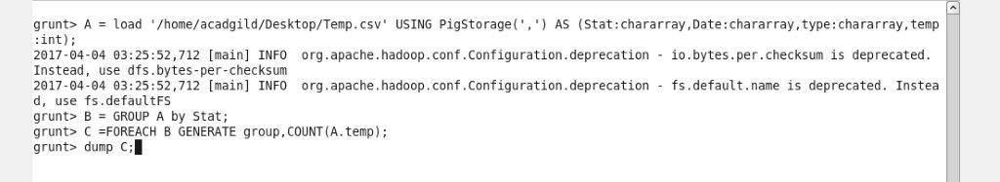 grunt> A = load '/home/acadgild/Desktop/Temp.csv' USING PigStorage(',') AS (Stat:chararray,Date:chararray,type:chararray,temp
:int);
2017-04-04 03:25:52,712 [main] INFO  org.apache.hadoop.conf.Configuration.deprecation - io.bytes.per.checksum is deprecated.
Instead, use dfs.bytes-per-checksum
2017-04-04 03:25:52,712 [main] INFO  org.apache.hadoop.conf.Configuration.deprecation - fs.default.name is deprecated. Instea
d, use fs.defaultFS
grunt> B = GROUP A by Stat;
grunt> C =FOREACH B GENERATE group,COUNT(A.temp);
grunt> dump C;